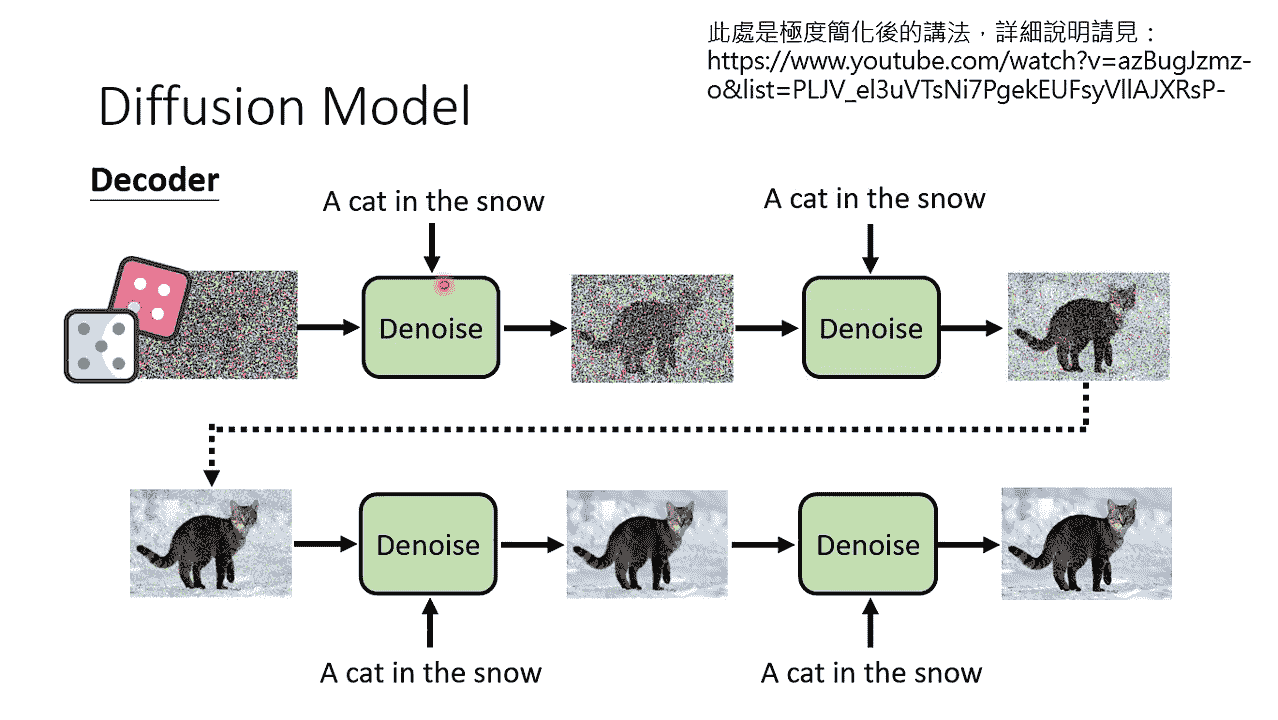 此處是極度簡化後的講法，詳細說明請見：
https://www.youtube.com/watch?v=azBugJzmz-
o&list=PLJV_el3uVTsNi7PgekEUFsyVllAJXRsP-
Diffusion Model
Decoder
A cat in the snow
A cat in the snow
Denoise
Denoise
Denoise
Denoise
A cat in the snow
A cat in the snow